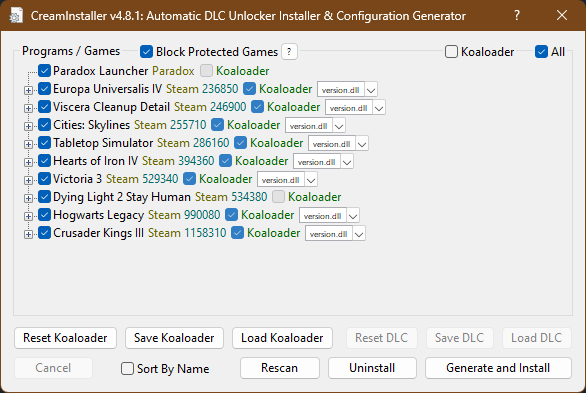 CreamInstaller v4.8.1: Automatic DLC Unlocker Installer & Configuration Generator ?
Programs / Games Block Protected Games ? Koaloader All
Paradox Launcher Paradox Koaloader
Europa Universalis IV Steam 236850 Koaloader version.dll
Viscera Cleanup Detail Steam 246900 Koaloader version.dll
Cities: Skylines Steam 255710 Koaloader version.dll
Tabletop Simulator Steam 286160 Koaloader version.dll
Hearts of Iron IV Steam 394360 Koaloader version.dll
Victoria 3 Steam 529340 Koaloader version.dll
Dying Light 2 Stay Human Steam 534380 Koaloader
Hogwarts Legacy Steam 990080 Koaloader version.dll
Crusader Kings III Steam 1158310 Koaloader version.dll
Reset Koaloader Save Koaloader Load Koaloader Reset DLC Save DLC Load DLC
Cancel Sort By Name Rescan Uninstall Generate and Install